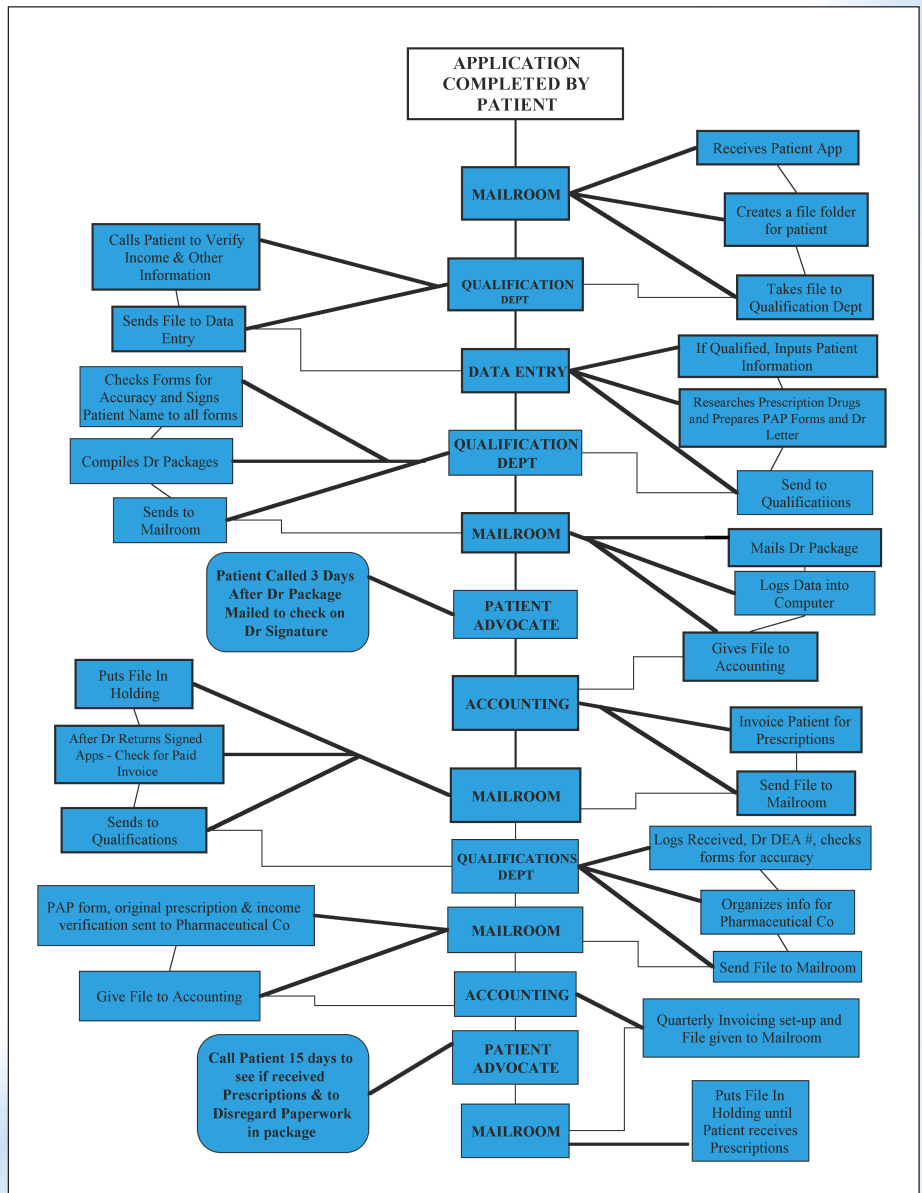 APPLICATION
COMPLETED BY
PATIENT
MAILROOM
Receives Patient App
Creates a file folder
for patient
Takes file to
Qualification Dept
QUALIFICATION
DEPT
Calls Patient to Verify
Income & Other
Information
Sends File to Data
Entry
DATA ENTRY
If Qualified, Inputs Patient
Information
Researches Prescription Drugs
and Prepares PAP Forms and Dr
Letter
Send to
Qualificatiions
QUALIFICATION
DEPT
Checks Forms for
Accuracy and Signs
Patient Name to all forms
Compiles Dr Packages
Sends to
Mailroom
MAILROOM
Mails Dr Package
Logs Data into
Computer
Gives File to
Accounting
Patient Called 3 Days
After Dr Package
Mailed to check on
Dr Signature
PATIENT
ADVOCATE
ACCOUNTING
Invoice Patient for
Prescriptions
Send File to
Mailroom
MAILROOM
Puts File In
Holding
After Dr Returns Signed
Apps - Check for Paid
Invoice
Sends to
Qualifications
QUALIFICATIONS
DEPT
Logs Received, Dr DEA #, checks
forms for accuracy
Organizes info for
Pharmaceutical Co
Send File to Mailroom
MAILROOM
PAP form, original prescription & income
verification sent to Pharmaceutical Co
Give File to Accounting
ACCOUNTING
Quarterly Invoicing set-up and
File given to Mailroom
PATIENT
ADVOCATE
Call Patient 15 days to
see if received
Prescriptions & to
Disregard Paperwork
in package
MAILROOM
Puts File In
Holding until
Patient receives
Prescriptions